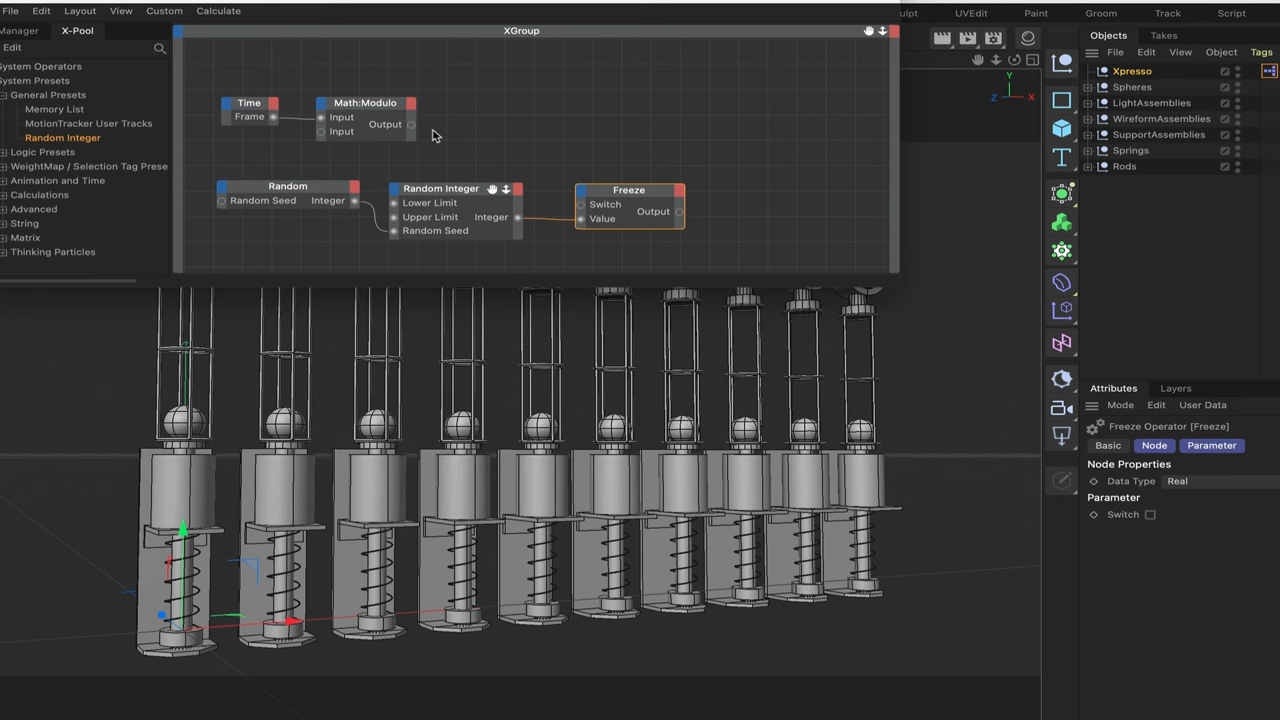 File Edit Layout View Custom Calculate
Manager X-Pool
Edit
System Operators
System Presets
General Presets
Memory List
MotionTracker User Tracks
Random Integer
Logic Presets
WeightMap / Selection Tag Prese
Animation and Time
Calculations
Advanced
String
Matrix
Thinking Particles
XGroup
Time
Frame
Math:Modulo
Input
Input
Output
Random
Random Seed Integer
Random Integer
Lower Limit
Upper Limit Integer
Random Seed
Freeze
Switch
Value
Output
ulpt UVEdit Paint Groom Track Script
Y
Z X
Objects Takes
File Edit View Object Tags
Xpresso
Spheres
LightAssemblies
WireformAssemblies
SupportAssemblies
Springs
Rods
Attributes Layers
Mode Edit User Data
Freeze Operator [Freeze]
Basic Node Parameter
Node Properties
Data Type Real
Parameter
Switch